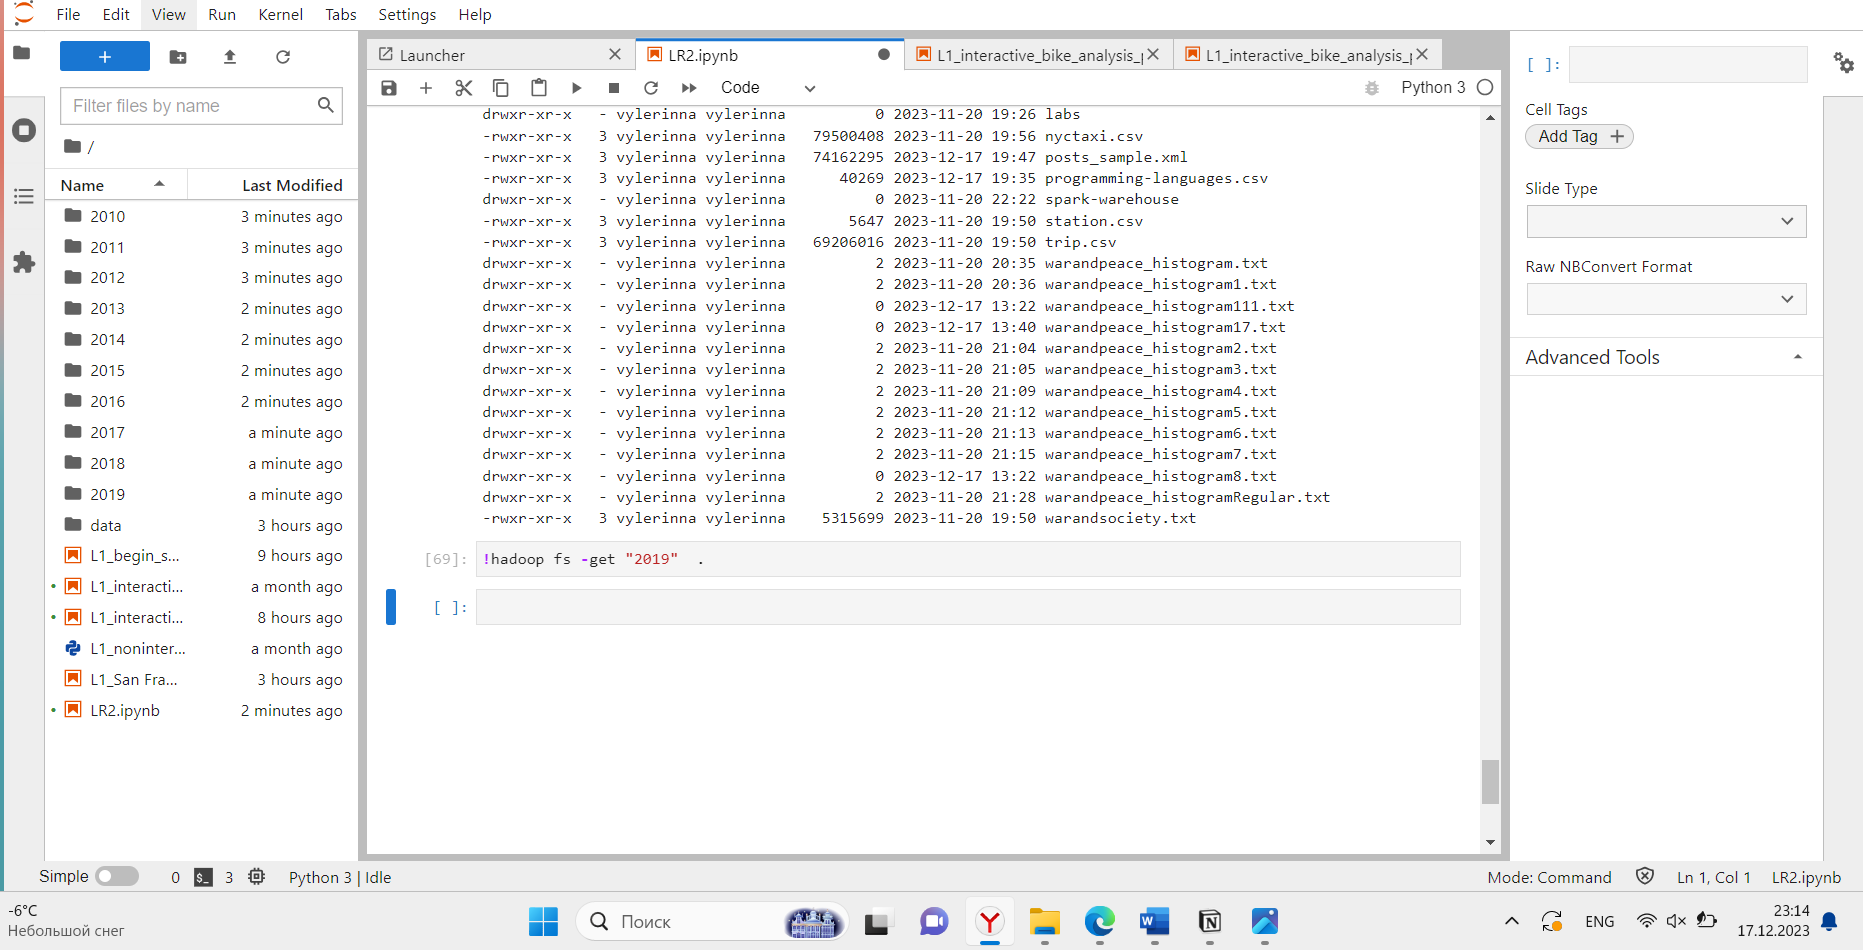 File Edit View Run Kernel Tabs Settings Help
Filter files by name
/
Name Last Modified
2010 3 minutes ago
2011 3 minutes ago
2012 3 minutes ago
2013 2 minutes ago
2014 2 minutes ago
2015 2 minutes ago
2016 2 minutes ago
2017 a minute ago
2018 a minute ago
2019 a minute ago
data 3 hours ago
L1_begin_s... 9 hours ago
L1_interacti... a month ago
L1_interacti... 8 hours ago
L1_noninter... a month ago
L1_San Fra... 3 hours ago
LR2.ipynb 2 minutes ago
Launcher LR2.ipynb L1_interactive_bike_analysis_ L1_interactive_bike_analysis_
Code Python 3
drwxr-xr-x - vylerinna vylerinna 0 2023-11-20 19:26 labs
-rwxr-xr-x 3 vylerinna vylerinna 79500408 2023-11-20 19:56 nyctaxi.csv
-rwxr-xr-x 3 vylerinna vylerinna 74162295 2023-12-17 19:47 posts_sample.xml
-rwxr-xr-x 3 vylerinna vylerinna 40269 2023-12-17 19:35 programming-languages.csv
drwxr-xr-x - vylerinna vylerinna 0 2023-11-20 22:22 spark-warehouse
-rwxr-xr-x 3 vylerinna vylerinna 5647 2023-11-20 19:50 station.csv
-rwxr-xr-x 3 vylerinna vylerinna 69206016 2023-11-20 19:50 trip.csv
drwxr-xr-x - vylerinna vylerinna 2 2023-11-20 20:35 warandpeace_histogram.txt
drwxr-xr-x - vylerinna vylerinna 2 2023-11-20 20:36 warandpeace_histogram1.txt
drwxr-xr-x - vylerinna vylerinna 0 2023-12-17 13:22 warandpeace_histogram111.txt
drwxr-xr-x - vylerinna vylerinna 0 2023-12-17 13:40 warandpeace_histogram17.txt
drwxr-xr-x - vylerinna vylerinna 2 2023-11-20 21:04 warandpeace_histogram2.txt
drwxr-xr-x - vylerinna vylerinna 2 2023-11-20 21:05 warandpeace_histogram3.txt
drwxr-xr-x - vylerinna vylerinna 2 2023-11-20 21:09 warandpeace_histogram4.txt
drwxr-xr-x - vylerinna vylerinna 2 2023-11-20 21:12 warandpeace_histogram5.txt
drwxr-xr-x - vylerinna vylerinna 2 2023-11-20 21:13 warandpeace_histogram6.txt
drwxr-xr-x - vylerinna vylerinna 2 2023-11-20 21:15 warandpeace_histogram7.txt
drwxr-xr-x - vylerinna vylerinna 0 2023-12-17 13:22 warandpeace_histogram8.txt
drwxr-xr-x - vylerinna vylerinna 2 2023-11-20 21:28 warandpeace_histogramRegular.txt
-rwxr-xr-x 3 vylerinna vylerinna 5315699 2023-11-20 19:50 warandsociety.txt
[69]: !hadoop fs -get "2019" .
[ ]:
[ ]:
Cell Tags
Add Tag +
Slide Type
Raw NBConvert Format
Advanced Tools
Simple 0 $_ 3 Python 3 | Idle Mode: Command Ln 1, Col 1 LR2.ipynb
-6°C
Небольшой снег
Поиск
ENG
23:14
17.12.2023